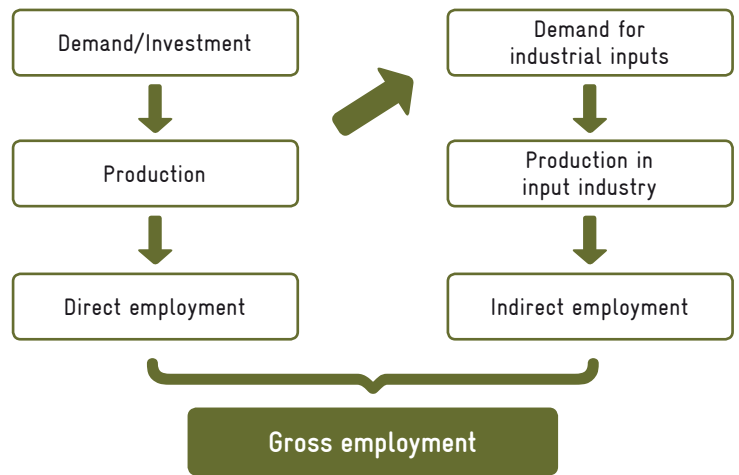 Demand/Investment
Production
Direct employment
Demand for
industrial inputs
Production in
input industry
Indirect employment
Gross employment